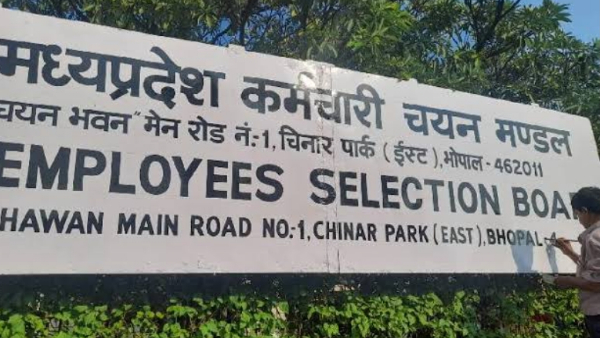 मध्यप्रदेश कर्मचारी चयन मण्डल
चयन भवन" मेन रोड नं:-1, चिनार पार्क ( ईस्ट ), भोपाल - 462011
EMPLOYEES SELECTION BOA
HAWAN MAIN ROAD NO.:-1, CHINAR PARK (EAST), BHOPAL-4